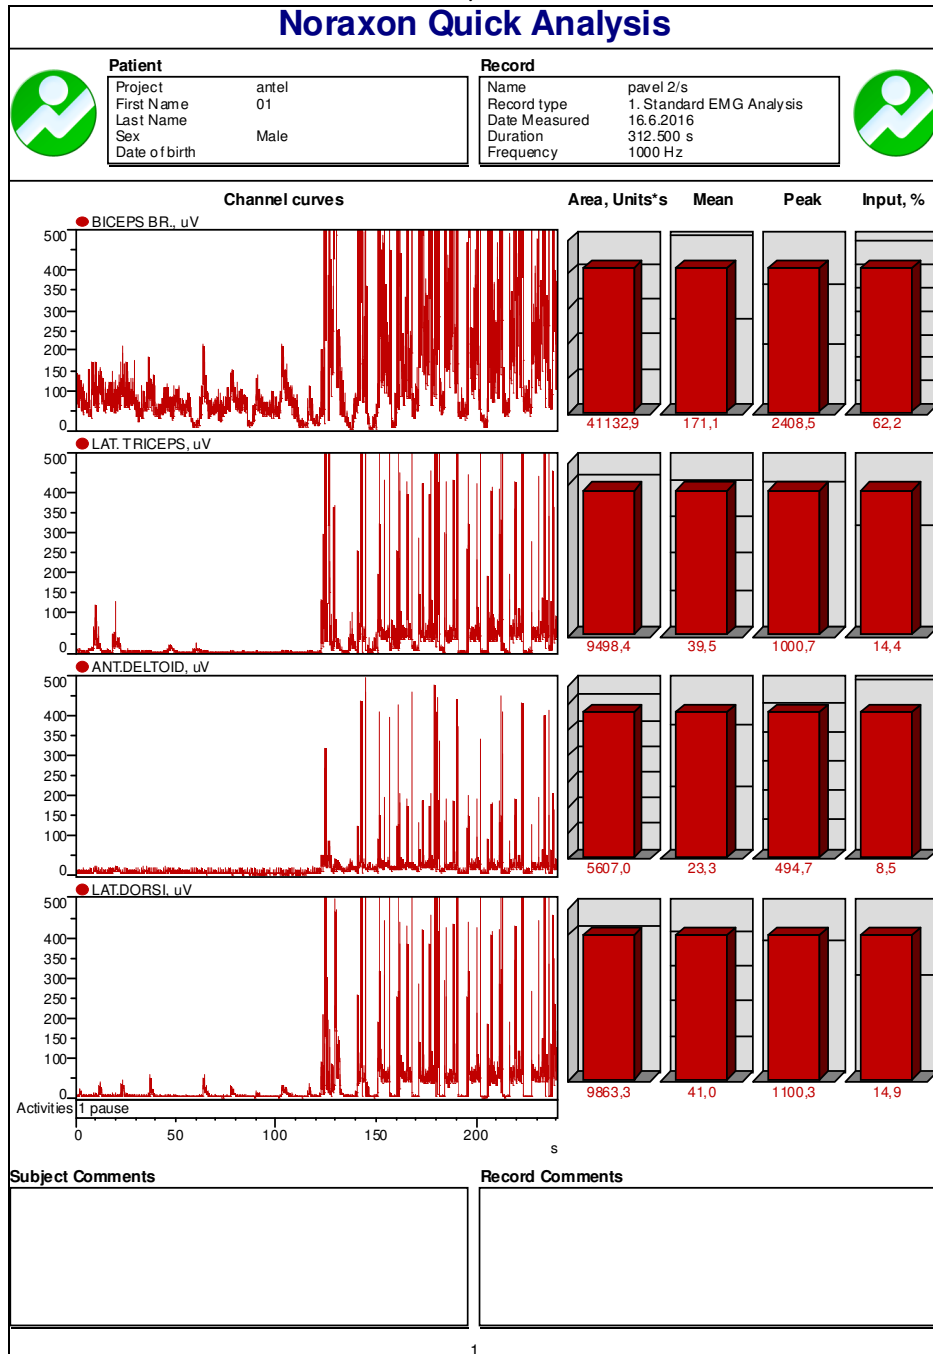 Noraxon Quick Analysis
Patient
Project antel
First Name 01
Last Name
Sex Male
Date of birth
Record
Name pavel 2/s
Record type 1. Standard EMG Analysis
Date Measured 16.6.2016
Duration 312.500 s
Frequency 1000 Hz
Channel curves Area, Units*s Mean Peak Input, %
BICEPS BR., uV
500
400
300
250
200
150
100
0
41132,9 171,1 2408,5 62,2
LAT. TRICEPS, uV
500
400
350
300
250
200
150
100
0
9498,4 39,5 1000,7 14,4
ANT.DELTOID, uV
500
400
350
300
250
200
150
100
0
5607,0 23,3 494,7 8,5
LAT.DORSI, uV
500
400
350
300
250
200
150
100
0
9863,3 41,0 1100,3 14,9
Activities 1 pause
0 50 100 150 200
s
Subject Comments Record Comments
1